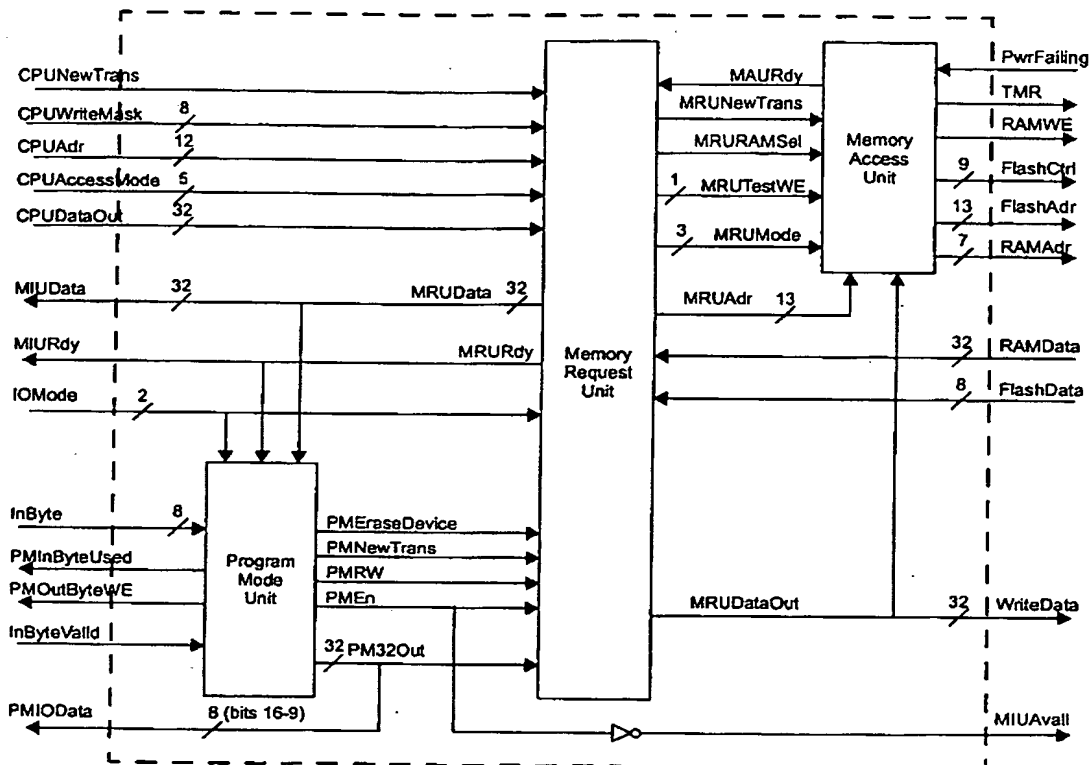 CPUNewTrans
CPUWriteMask
8
CPUAdr
12
CPUAccessMode
5
CPUDataOut
32
MIUData
32
MRUData
32
MIURdy
MRURdy
IOMode
2
InByte
8
PMInByteUsed
PMOutByteWE
InByteValid
PMIOData
8 (bits 16-9)
Program
Mode
Unit
PMEraseDevice
PMNewTrans
PMRW
PMEn
32
PM32Out
Memory
Request
Unit
MAURdy
MRUNewTrans
MRURAMSel
1
MRUTestWE
3
MRUMode
MRUAdr
13
Memory
Access
Unit
PwrFailing
TMR
RAMWE
9
FlashCtrl
13
FlashAdr
7
RAMAdr
32
RAMData
8
FlashData
MRUDataOut
32
WriteData
MIUAvail